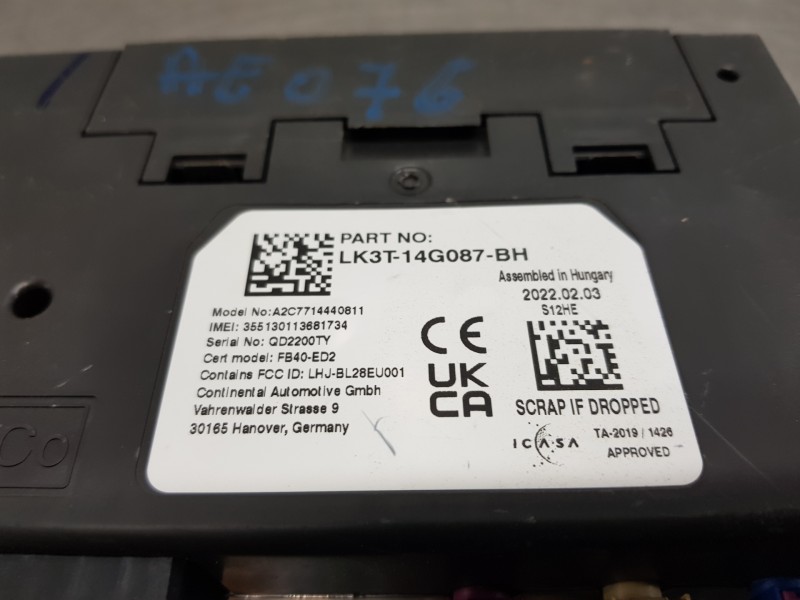 AE 076
PART NO:
LK3T-14G087-BH
Assembled in Hungary
2022.02.03
S12HE
Model No:A2C7714440811
IMEI: 355130113681734
Serial No: QD2200TY
Cert model: FB40-ED2
Contains FCC ID: LHJ-BL28EU001
Continental Automotive Gmbh
Vahrenwalder Strasse 9
30165 Hanover, Germany
CE
UK
CA
SCRAP IF DROPPED
ICASA
TA-2019 / 1426
APPROVED